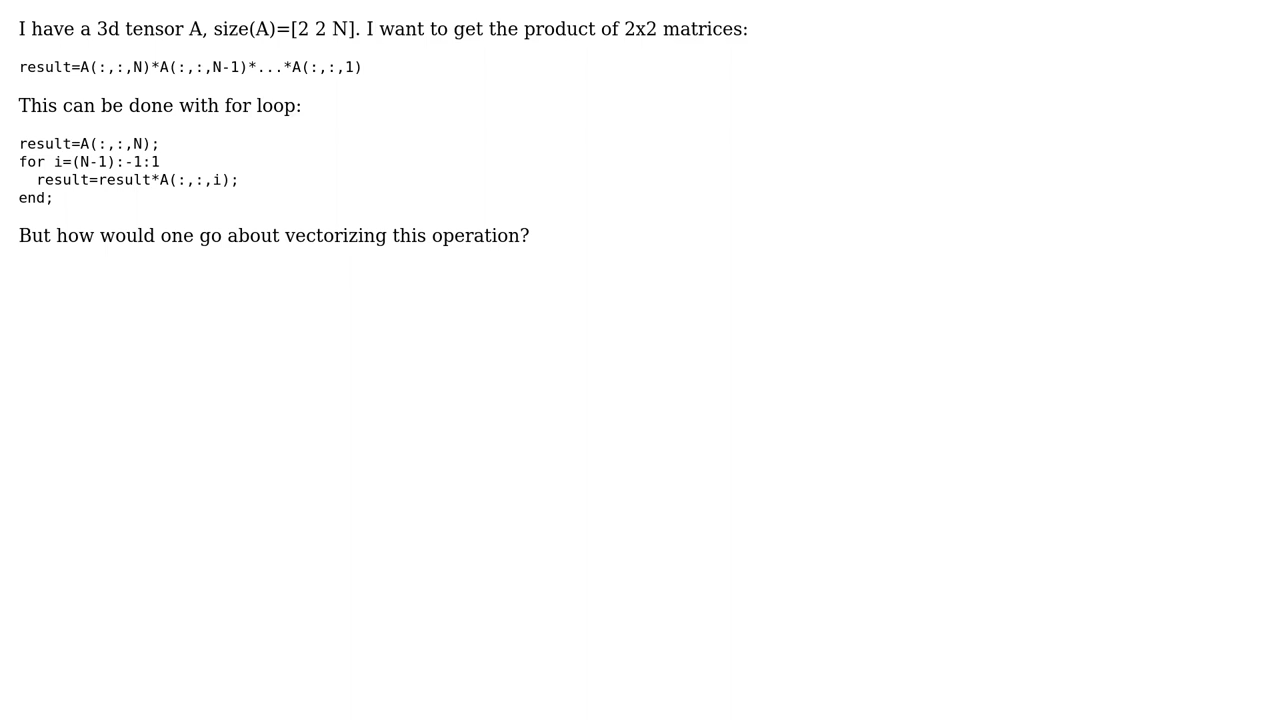 I have a 3d tensor A, size(A)=[2 2 N]. I want to get the product of 2x2 matrices:
result=A(:,:,N)*A(:,:,N-1)*...*A(:,:,1)
This can be done with for loop:
result=A(:,:,N);
for i=(N-1):-1:1
  result=result*A(:,:,i);
end;
But how would one go about vectorizing this operation?